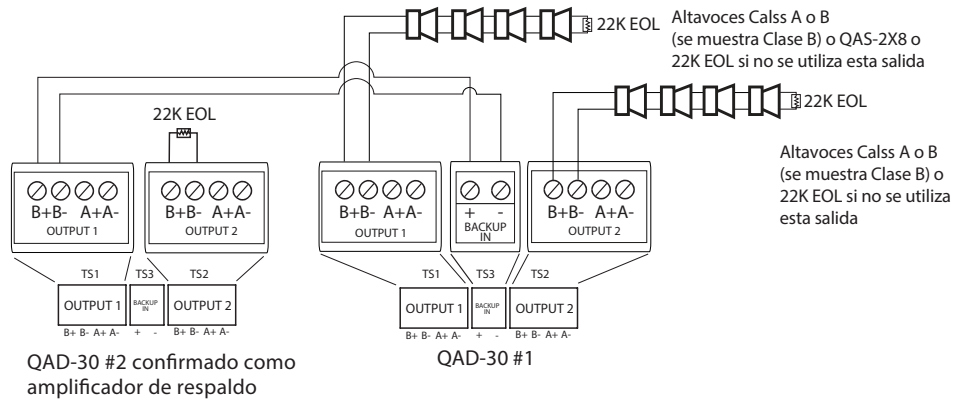 22K EOL
Altavoces Calss A o B
(se muestra Clase B) o QAS-2X8 o
22K EOL si no se utiliza esta salida
22K EOL
Altavoces Calss A o B
(se muestra Clase B) o
22K EOL si no se utiliza
esta salida
22K EOL
B+B- A+A-
OUTPUT 1
B+B- A+A-
OUTPUT 2
B+B- A+A-
OUTPUT 1
+ -
BACKUP
IN
B+B- A+A-
OUTPUT 2
TS1 TS3 TS2
OUTPUT 1
BACKUP
IN
OUTPUT 2
B+ B- A+ A- + - B+ B- A+ A-
TS1 TS3 TS2
OUTPUT 1
BACKUP
IN
OUTPUT 2
B+ B- A+ A- + - B+ B- A+ A-
QAD-30 #2 confirmado como
amplificador de respaldo
QAD-30 #1